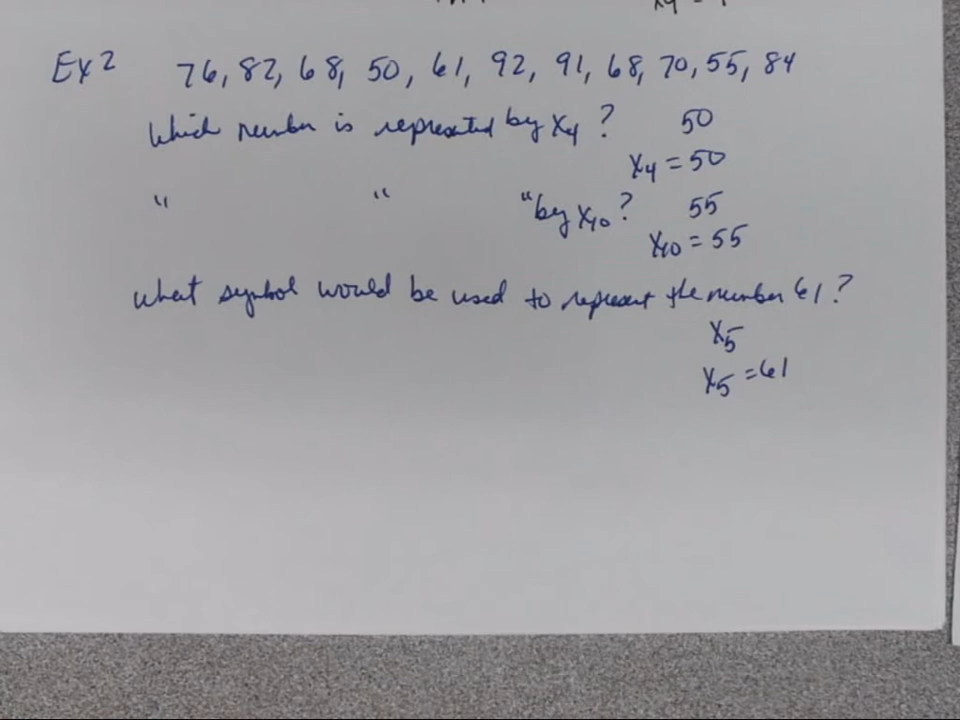 Ex 2 76, 82, 68, 50, 61, 92, 91, 68, 70, 55, 84
Which number is represented by x₄? 50
x₄ = 50
" " " by x₁₀? 55
x₁₀ = 55
What symbol would be used to represent the number 61?
x₅
x₅ = 61